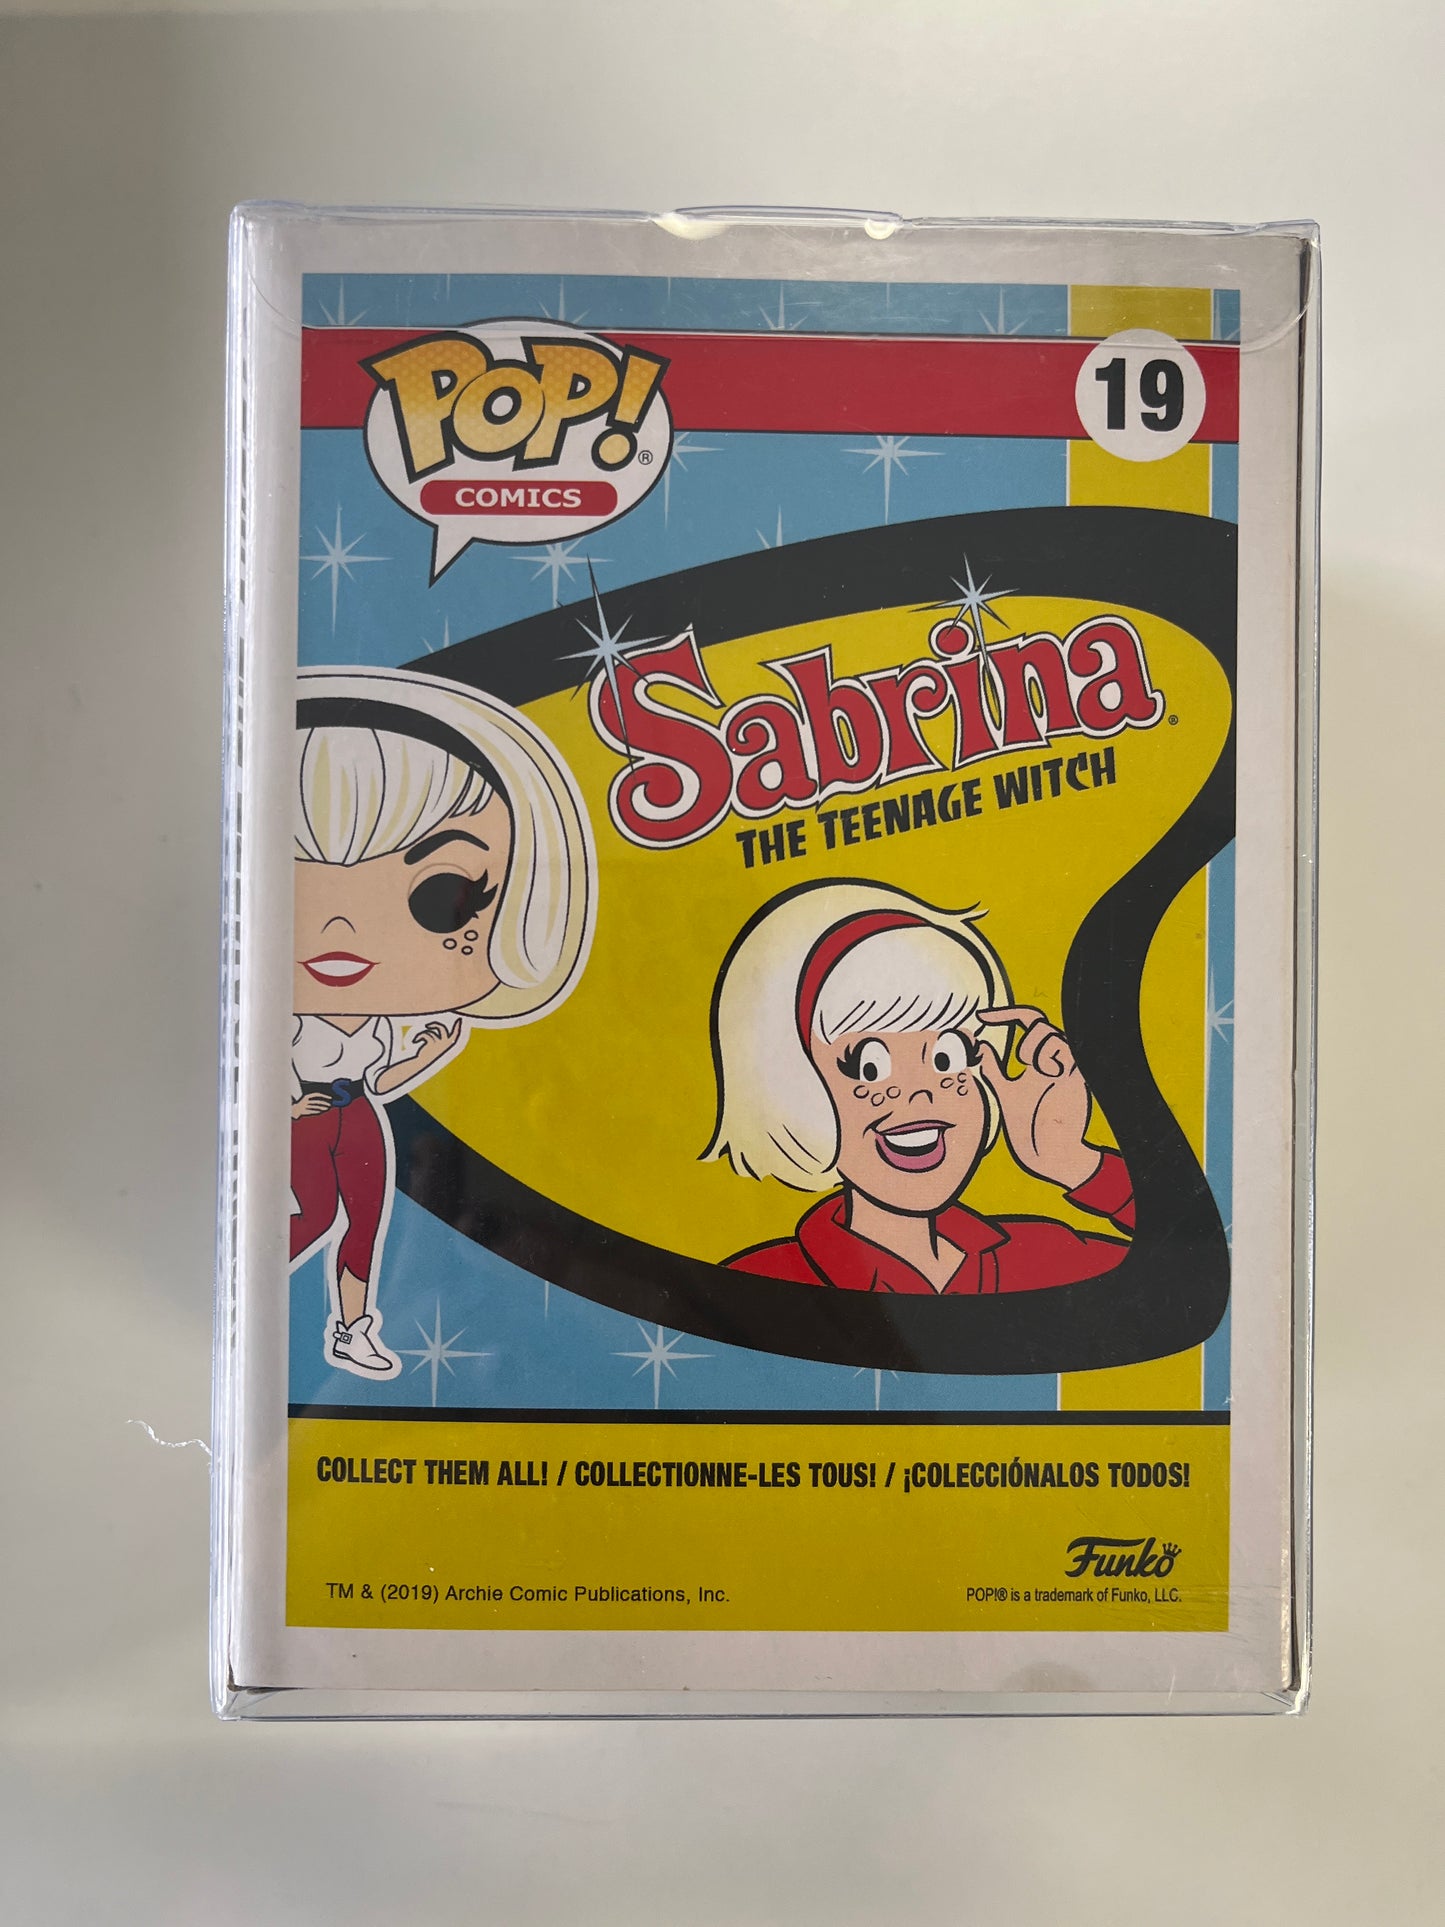 POP!®
COMICS
19
Sabrina®
THE TEENAGE WITCH
S
COLLECT THEM ALL! / COLLECTIONNE-LES TOUS! / ¡COLECCIÓNALOS TODOS!
Funko
TM & (2019) Archie Comic Publications, Inc.
POP!® is a trademark of Funko, LLC.